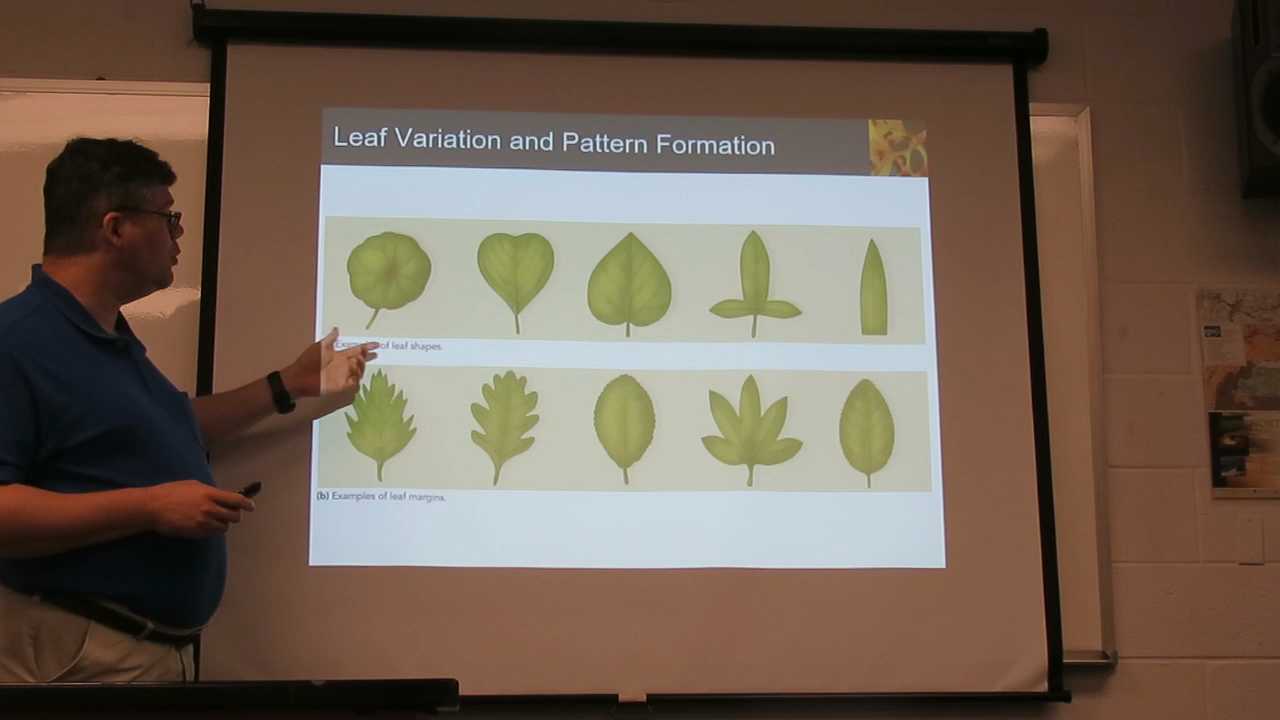 Leaf Variation and Pattern Formation
of leaf shapes.
(b) Examples of leaf margins.